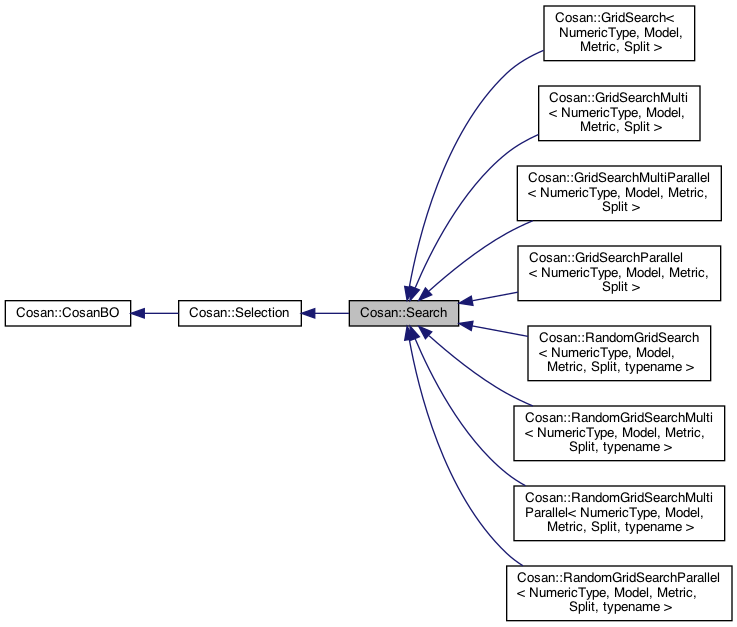 Cosan::GridSearch<
NumericType, Model,
Metric, Split >
Cosan::GridSearchMulti
< NumericType, Model,
Metric, Split >
Cosan::GridSearchMultiParallel
< NumericType, Model, Metric,
Split >
Cosan::GridSearchParallel
< NumericType, Model, Metric,
Split >
Cosan::CosanBO
Cosan::Selection
Cosan::Search
Cosan::RandomGridSearch
< NumericType, Model,
Metric, Split, typename >
Cosan::RandomGridSearchMulti
< NumericType, Model, Metric,
Split, typename >
Cosan::RandomGridSearchMulti
Parallel< NumericType, Model,
Metric, Split, typename >
Cosan::RandomGridSearchParallel
< NumericType, Model, Metric,
Split, typename >